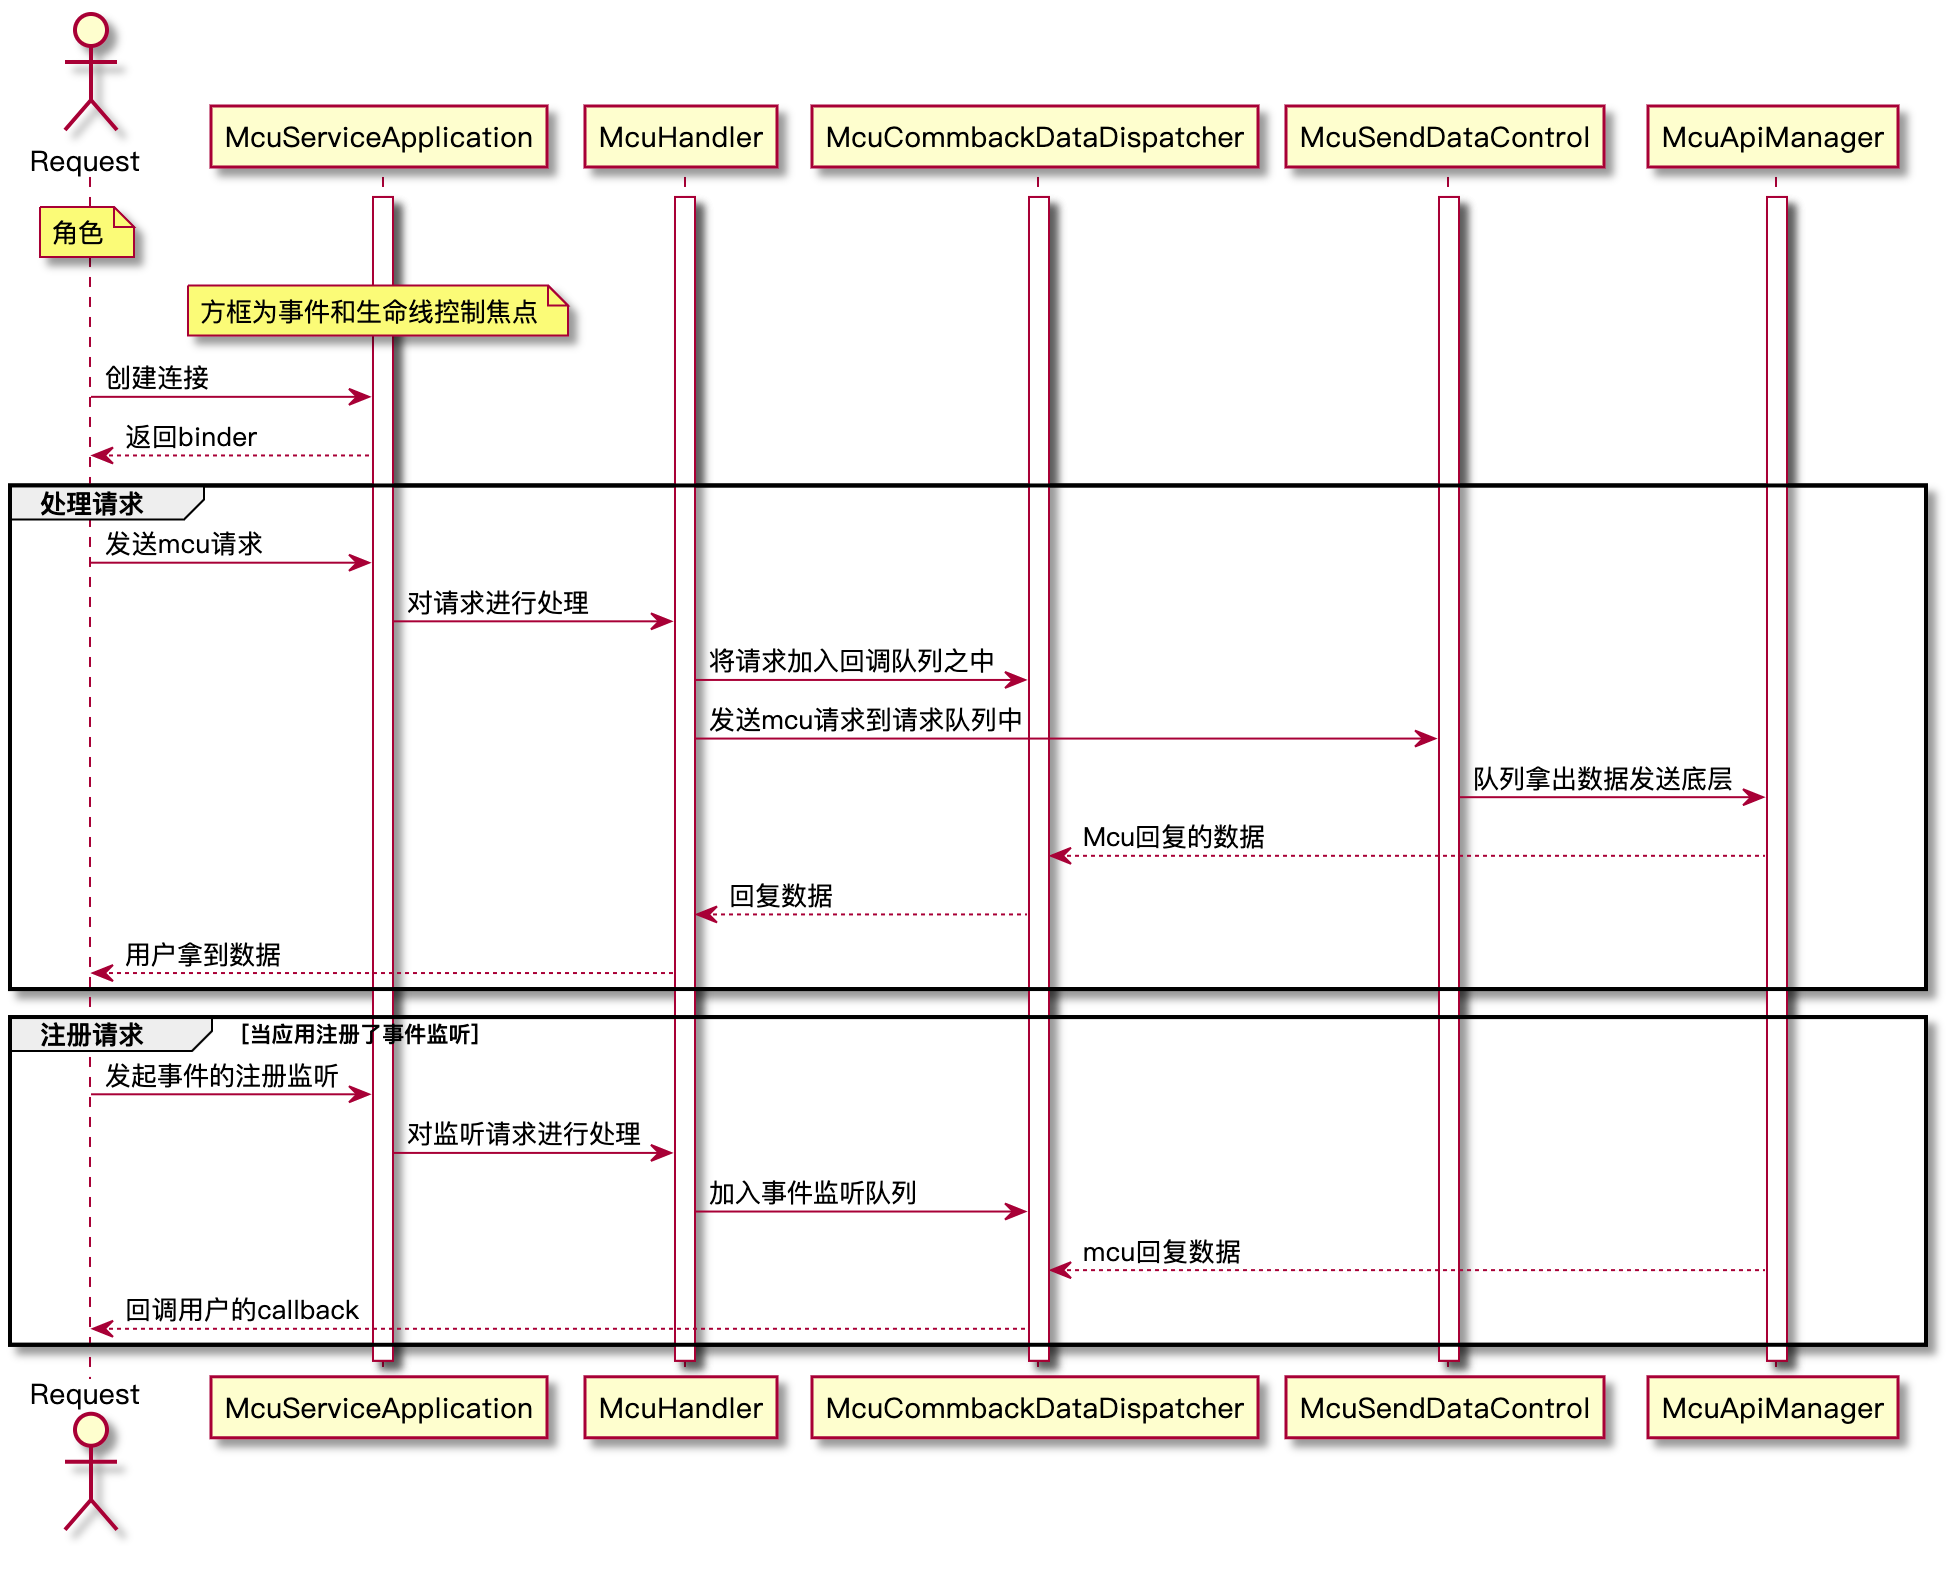 Request
McuServiceApplication
McuHandler
McuCommbackDataDispatcher
McuSendDataControl
McuApiManager
角色
方框为事件和生命线控制焦点
创建连接
返回binder
处理请求
发送mcu请求
对请求进行处理
将请求加入回调队列之中
发送mcu请求到请求队列中
队列拿出数据发送底层
Mcu回复的数据
回复数据
用户拿到数据
注册请求 [当应用注册了事件监听]
发起事件的注册监听
对监听请求进行处理
加入事件监听队列
mcu回复数据
回调用户的callback
Request
McuServiceApplication
McuHandler
McuCommbackDataDispatcher
McuSendDataControl
McuApiManager